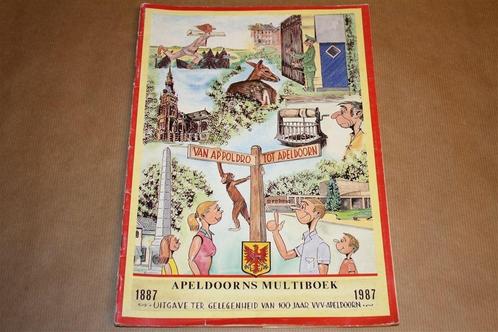 VAN APPOLDRO TOT APELDOORN
APELDOORNS MULTIBOEK
1887 1987
UITGAVE TER GELEGENHEID VAN 100 JAAR VVV-APELDOORN